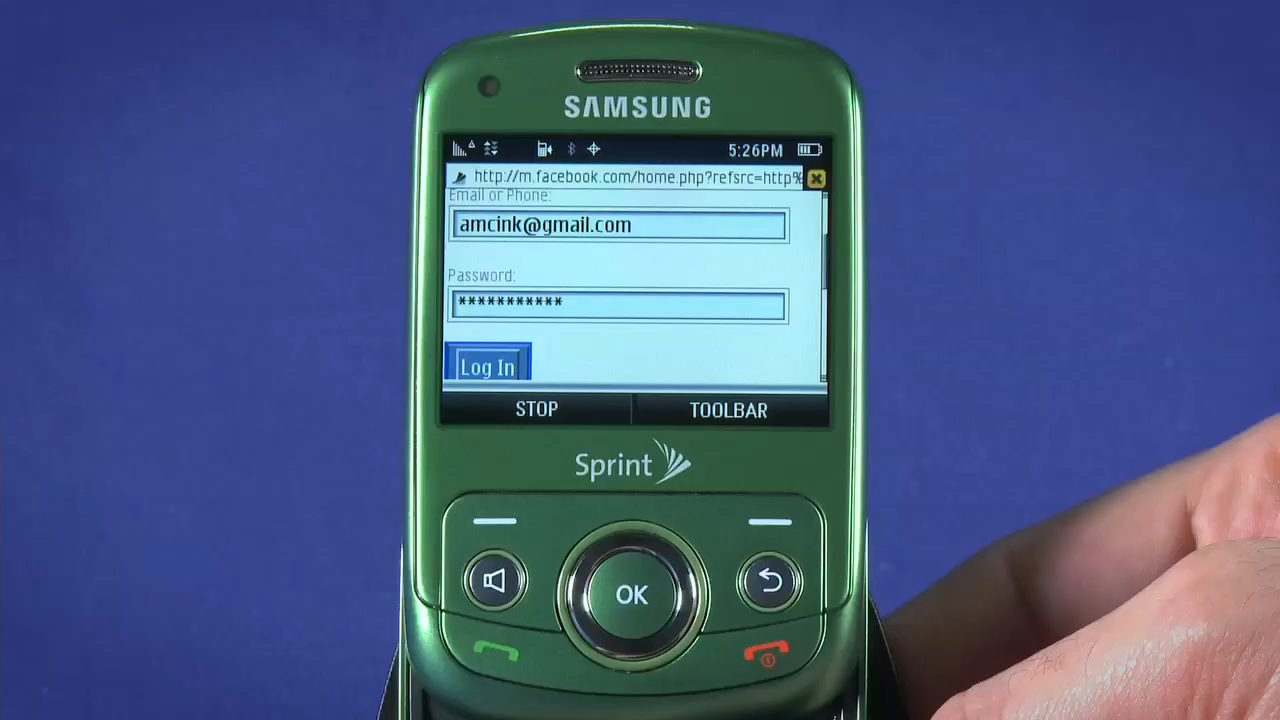 SAMSUNG
5:26PM
http://m.facebook.com/home.php?refsrc=http%
Email or Phone:
amcink@gmail.com
Password:
***********
Log In
STOP TOOLBAR
Sprint
OK